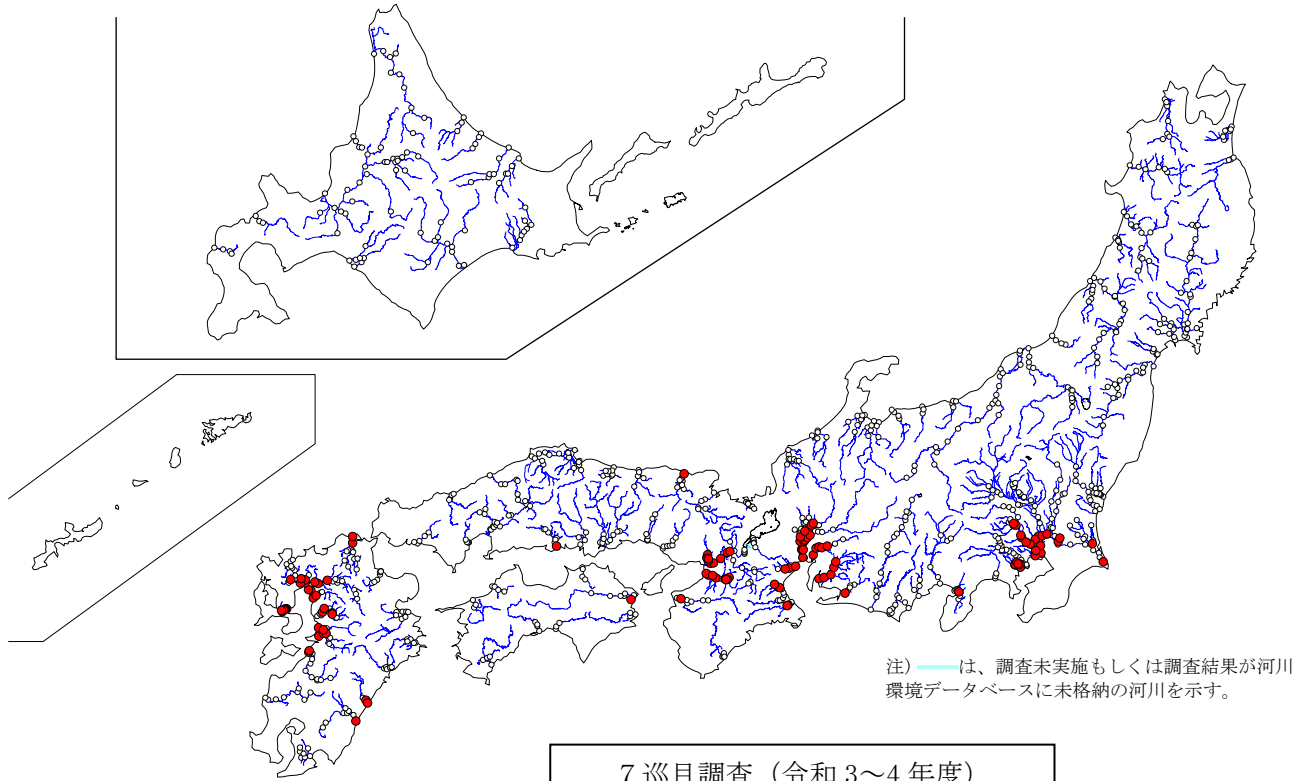 注) は、調査未実施もしくは調査結果が河川
環境データベースに未格納の河川を示す。
7 巡目調査（令和 3～4 年度）